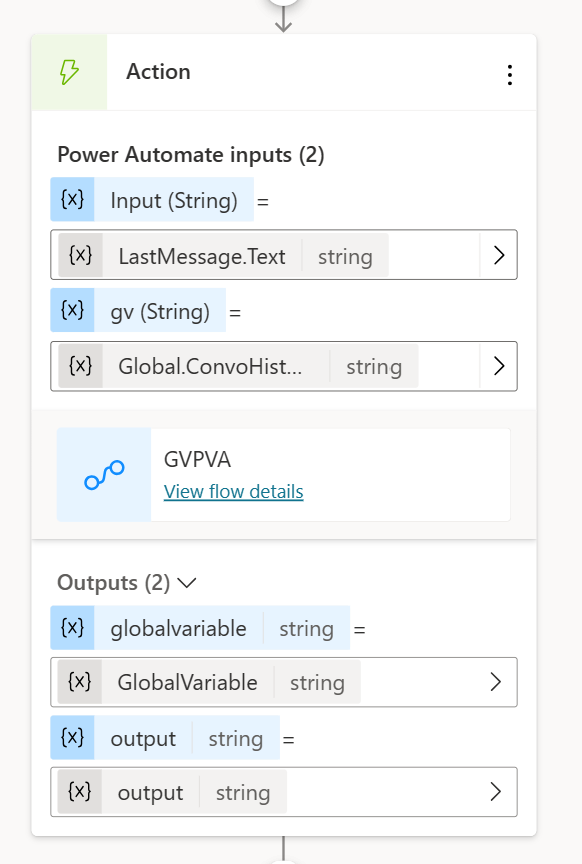 Action
Power Automate inputs (2)
{x} Input (String) =
{x} LastMessage.Text string
{x} gv (String) =
{x} Global.ConvoHist... string
GVPVA
View flow details
Outputs (2)
{x} globalvariable string =
{x} GlobalVariable string
{x} output string =
{x} output string